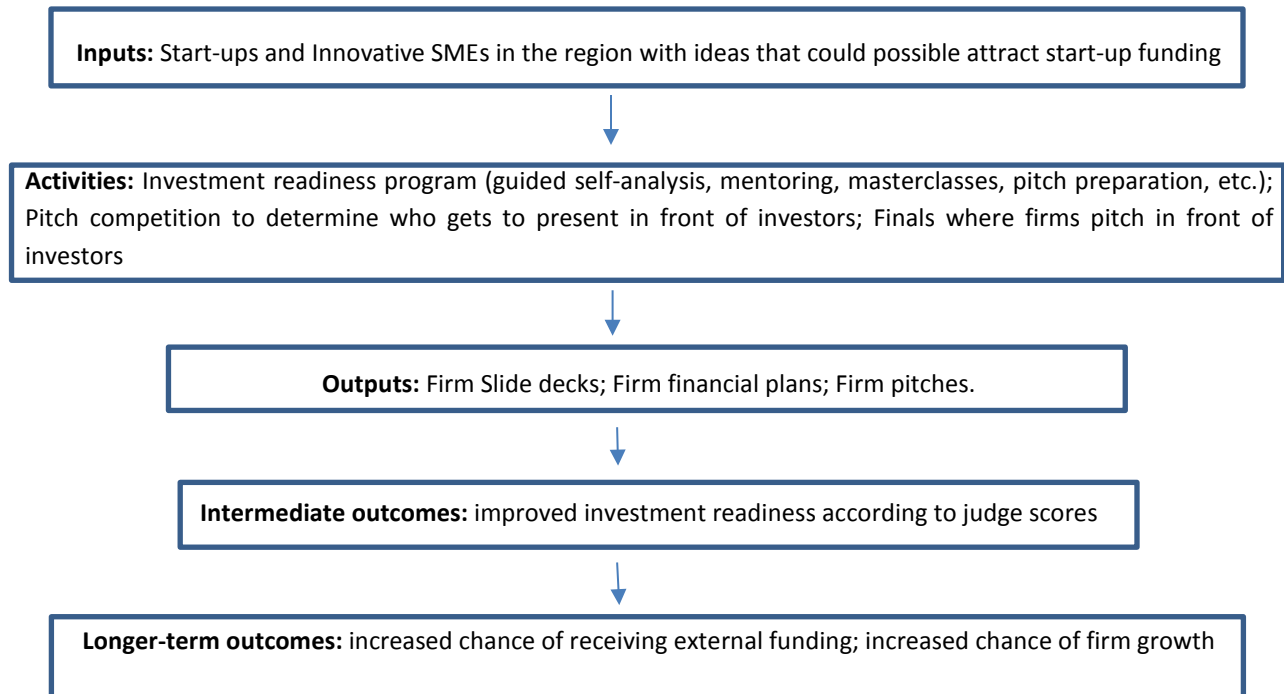 Inputs: Start-ups and Innovative SMEs in the region with ideas that could possible attract start-up funding
Activities: Investment readiness program (guided self-analysis, mentoring, masterclasses, pitch preparation, etc.);
Pitch competition to determine who gets to present in front of investors; Finals where firms pitch in front of
investors
Outputs: Firm Slide decks; Firm financial plans; Firm pitches.
Intermediate outcomes: improved investment readiness according to judge scores
Longer-term outcomes: increased chance of receiving external funding; increased chance of firm growth